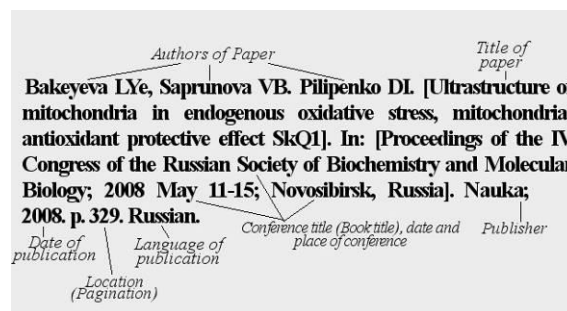 Authors of Paper
Title of
paper
Bakeyeva LYe, Saprunova VB. Pilipenko DI. [Ultrastructure of
mitochondria in endogenous oxidative stress, mitochondria
antioxidant protective effect SkQ1]. In: [Proceedings of the IV
Congress of the Russian Society of Biochemistry and Molecular
Biology; 2008 May 11-15; Novosibirsk, Russia]. Nauka;
2008. p. 329. Russian.
Date of
publication
Location
(Pagination)
Language of
publication
Conference title (Book title), date and
place of conference
Publisher